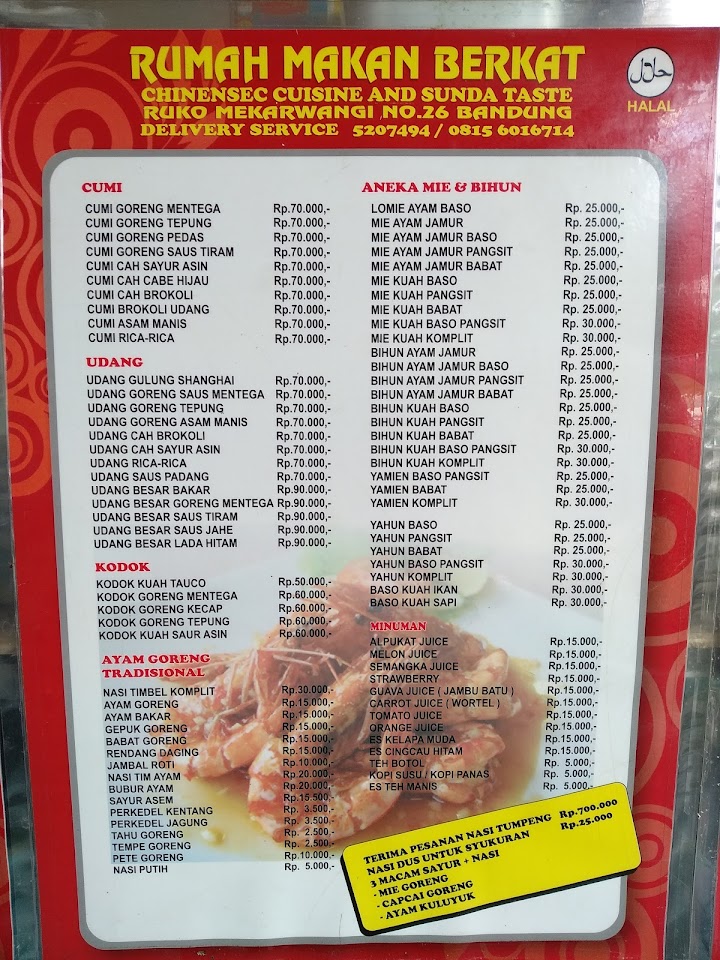 RUMAH MAKAN BERKAT
CHINENSEC CUISINE AND SUNDA TASTE
RUKO MEKARWANGI NO.26 BANDUNG
DELIVERY SERVICE 5207494 / 0815 6016714
حلال
HALAL
CUMI
CUMI GORENG MENTEGA Rp.70.000,-
CUMI GORENG TEPUNG Rp.70.000,-
CUMI GORENG PEDAS Rp.70.000,-
CUMI GORENG SAUS TIRAM Rp.70.000,-
CUMI CAH SAYUR ASIN Rp.70.000,-
CUMI CAH CABE HIJAU Rp.70.000,-
CUMI CAH BROKOLI Rp.70.000,-
CUMI BROKOLI UDANG Rp.70.000,-
CUMI ASAM MANIS Rp.70.000,-
CUMI RICA-RICA Rp.70.000,-
UDANG
UDANG GULUNG SHANGHAI Rp.70.000,-
UDANG GORENG SAUS MENTEGA Rp.70.000,-
UDANG GORENG TEPUNG Rp.70.000,-
UDANG GORENG ASAM MANIS Rp.70.000,-
UDANG CAH BROKOLI Rp.70.000,-
UDANG CAH SAYUR ASIN Rp.70.000,-
UDANG RICA-RICA Rp.70.000,-
UDANG SAUS PADANG Rp.70.000,-
UDANG BESAR BAKAR Rp.90.000,-
UDANG BESAR GORENG MENTEGA Rp.90.000,-
UDANG BESAR SAUS TIRAM Rp.90.000,-
UDANG BESAR SAUS JAHE Rp.90.000,-
UDANG BESAR LADA HITAM Rp.90.000,-
KODOK
KODOK KUAH TAUCO Rp.50.000,-
KODOK GORENG MENTEGA Rp.60.000,-
KODOK GORENG KECAP Rp.60.000,-
KODOK GORENG TEPUNG Rp.60.000,-
KODOK KUAH SAUR ASIN Rp.60.000,-
AYAM GORENG
TRADISIONAL
NASI TIMBEL KOMPLIT Rp.30.000,-
AYAM GORENG Rp.15.000,-
AYAM BAKAR Rp.15.000,-
GEPUK GORENG Rp.15.000,-
BABAT GORENG Rp.15.000,-
RENDANG DAGING Rp.15.000,-
JAMBAL ROTI Rp.10.000,-
NASI TIM AYAM Rp.20.000,-
BUBUR AYAM Rp.20.000,-
SAYUR ASEM Rp.15.500,-
PERKEDEL KENTANG Rp. 3.500,-
PERKEDEL JAGUNG Rp. 3.500,-
TAHU GORENG Rp. 2.500,-
TEMPE GORENG Rp. 2.500,-
PETE GORENG Rp.10.000,-
NASI PUTIH Rp. 5.000,-
ANEKA MIE & BIHUN
LOMIE AYAM BASO Rp. 25.000,-
MIE AYAM JAMUR Rp. 25.000,-
MIE AYAM JAMUR BASO Rp. 25.000,-
MIE AYAM JAMUR PANGSIT Rp. 25.000,-
MIE AYAM JAMUR BABAT Rp. 25.000,-
MIE KUAH BASO Rp. 25.000,-
MIE KUAH PANGSIT Rp. 25.000,-
MIE KUAH BABAT Rp. 25.000,-
MIE KUAH BASO PANGSIT Rp. 30.000,-
MIE KUAH KOMPLIT Rp. 30.000,-
BIHUN AYAM JAMUR Rp. 25.000,-
BIHUN AYAM JAMUR BASO Rp. 25.000,-
BIHUN AYAM JAMUR PANGSIT Rp. 25.000,-
BIHUN AYAM JAMUR BABAT Rp. 25.000,-
BIHUN KUAH BASO Rp. 25.000,-
BIHUN KUAH PANGSIT Rp. 25.000,-
BIHUN KUAH BABAT Rp. 25.000,-
BIHUN KUAH BASO PANGSIT Rp. 30.000,-
BIHUN KUAH KOMPLIT Rp. 30.000,-
YAMIEN BASO PANGSIT Rp. 25.000,-
YAMIEN BABAT Rp. 25.000,-
YAMIEN KOMPLIT Rp. 30.000,-
YAHUN BASO Rp. 25.000,-
YAHUN PANGSIT Rp. 25.000,-
YAHUN BABAT Rp. 25.000,-
YAHUN BASO PANGSIT Rp. 30.000,-
YAHUN KOMPLIT Rp. 30.000,-
BASO KUAH IKAN Rp. 30.000,-
BASO KUAH SAPI Rp. 30.000,-
MINUMAN
ALPUKAT JUICE Rp.15.000,-
MELON JUICE Rp.15.000,-
SEMANGKA JUICE Rp.15.000,-
STRAWBERRY Rp.15.000,-
GUAVA JUICE ( JAMBU BATU ) Rp.15.000,-
CARROT JUICE ( WORTEL ) Rp.15.000,-
TOMATO JUICE Rp.15.000,-
ORANGE JUICE Rp.15.000,-
ES KELAPA MUDA Rp.15.000,-
ES CINGCAU HITAM Rp.15.000,-
TEH BOTOL Rp. 5.000,-
KOPI SUSU / KOPI PANAS Rp. 5.000,-
ES TEH MANIS Rp. 5.000,-
TERIMA PESANAN NASI TUMPENG Rp.700.000
NASI DUS UNTUK SYUKURAN Rp.25.000
3 MACAM SAYUR + NASI
- MIE GORENG
- CAPCAI GORENG
- AYAM KULUYUK